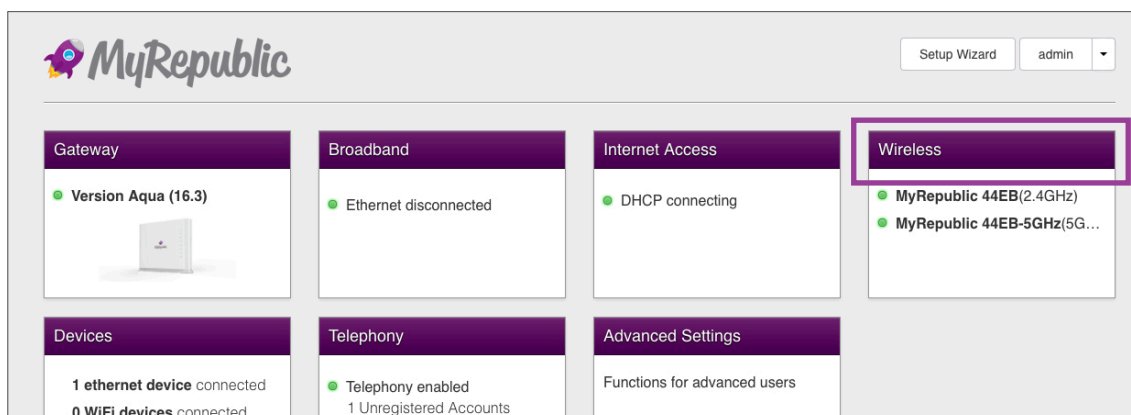 MyRepublic
Setup Wizard
admin
Gateway
Version Aqua (16.3)
Broadband
Ethernet disconnected
Internet Access
DHCP connecting
Wireless
MyRepublic 44EB(2.4GHz)
MyRepublic 44EB-5GHz(5G...
Devices
1 ethernet device connected
0 WiFi devices connected
Telephony
Telephony enabled
1 Unregistered Accounts
Advanced Settings
Functions for advanced users